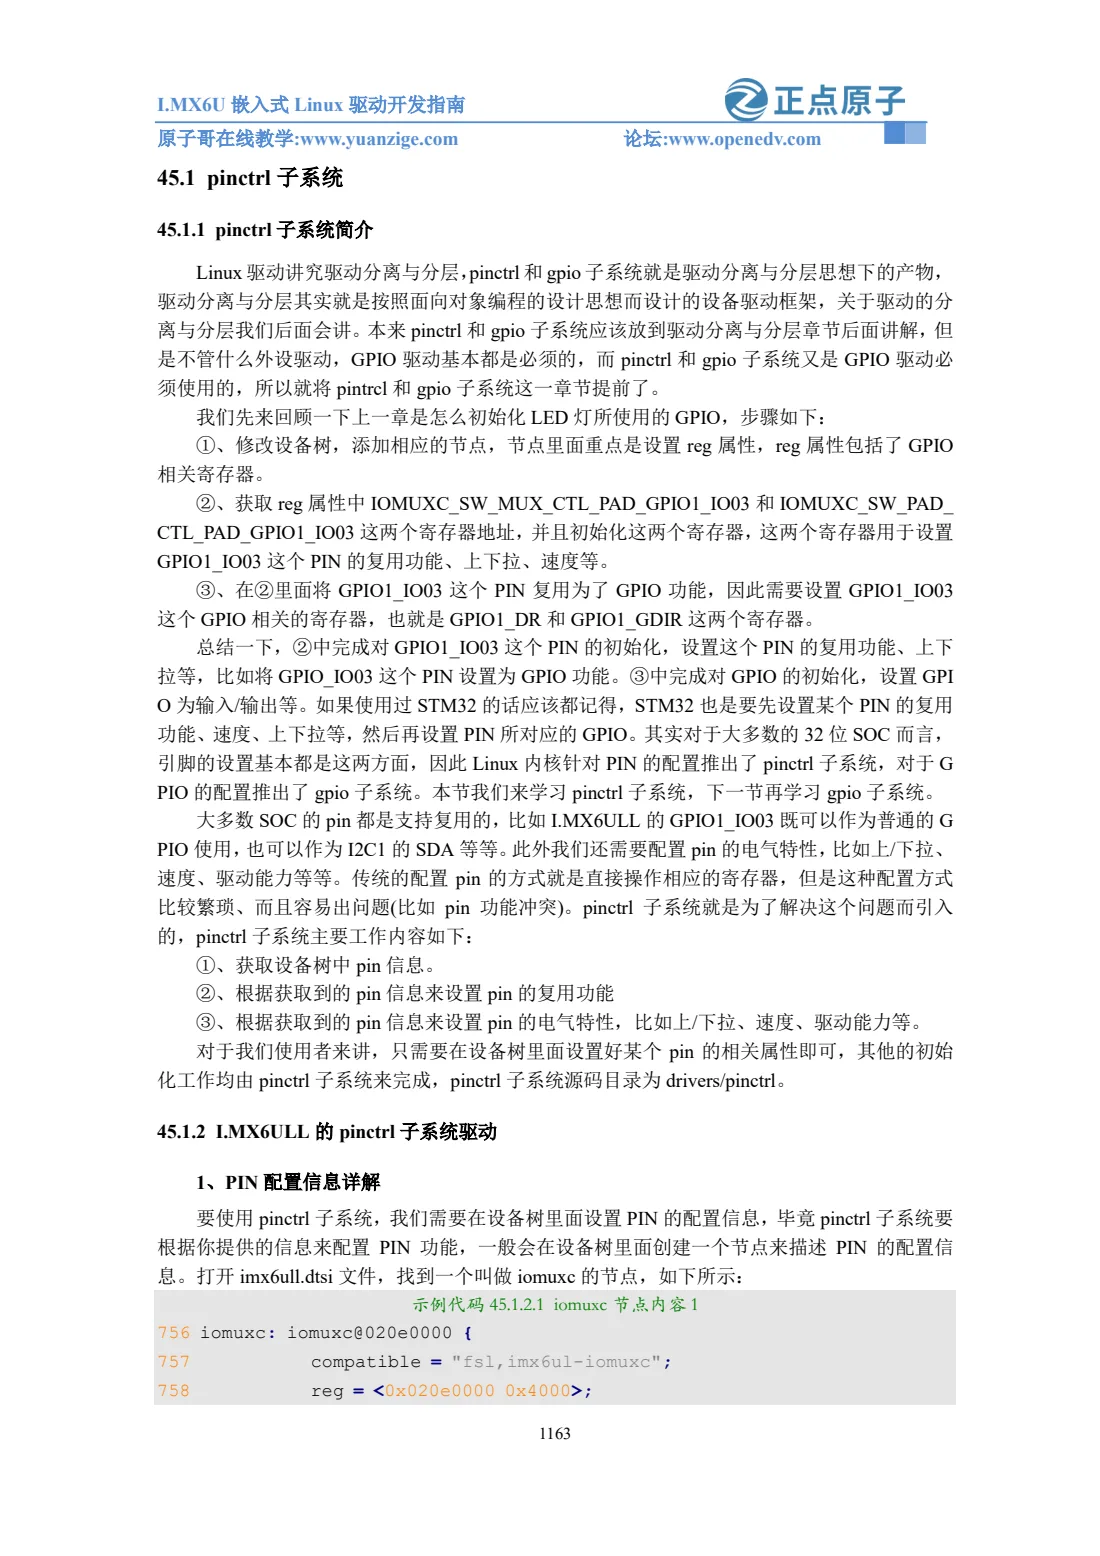 I.MX6U 嵌入式 Linux 驱动开发指南
正点原子
原子哥在线教学:www.yuanzige.com 论坛:www.openedv.com
45.1 pinctrl 子系统
45.1.1 pinctrl 子系统简介
Linux 驱动讲究驱动分离与分层，pinctrl 和 gpio 子系统就是驱动分离与分层思想下的产物，
驱动分离与分层其实就是按照面向对象编程的设计思想而设计的设备驱动框架，关于驱动的分
离与分层我们后面会讲。本来 pinctrl 和 gpio 子系统应该放到驱动分离与分层章节后面讲解，但
是不管什么外设驱动，GPIO 驱动基本都是必须的，而 pinctrl 和 gpio 子系统又是 GPIO 驱动必
须使用的，所以就将 pintrcl 和 gpio 子系统这一章节提前了。
我们先来回顾一下上一章是怎么初始化 LED 灯所使用的 GPIO，步骤如下：
①、修改设备树，添加相应的节点，节点里面重点是设置 reg 属性，reg 属性包括了 GPIO
相关寄存器。
②、获取 reg 属性中 IOMUXC_SW_MUX_CTL_PAD_GPIO1_IO03 和 IOMUXC_SW_PAD_
CTL_PAD_GPIO1_IO03 这两个寄存器地址，并且初始化这两个寄存器，这两个寄存器用于设置
GPIO1_IO03 这个 PIN 的复用功能、上下拉、速度等。
③、在②里面将 GPIO1_IO03 这个 PIN 复用为了 GPIO 功能，因此需要设置 GPIO1_IO03
这个 GPIO 相关的寄存器，也就是 GPIO1_DR 和 GPIO1_GDIR 这两个寄存器。
总结一下，②中完成对 GPIO1_IO03 这个 PIN 的初始化，设置这个 PIN 的复用功能、上下
拉等，比如将 GPIO_IO03 这个 PIN 设置为 GPIO 功能。③中完成对 GPIO 的初始化，设置 GPI
O 为输入/输出等。如果使用过 STM32 的话应该都记得，STM32 也是要先设置某个 PIN 的复用
功能、速度、上下拉等，然后再设置 PIN 所对应的 GPIO。其实对于大多数的 32 位 SOC 而言，
引脚的设置基本都是这两方面，因此 Linux 内核针对 PIN 的配置推出了 pinctrl 子系统，对于 G
PIO 的配置推出了 gpio 子系统。本节我们来学习 pinctrl 子系统，下一节再学习 gpio 子系统。
大多数 SOC 的 pin 都是支持复用的，比如 I.MX6ULL 的 GPIO1_IO03 既可以作为普通的 G
PIO 使用，也可以作为 I2C1 的 SDA 等等。此外我们还需要配置 pin 的电气特性，比如上/下拉、
速度、驱动能力等等。传统的配置 pin 的方式就是直接操作相应的寄存器，但是这种配置方式
比较繁琐、而且容易出问题(比如 pin 功能冲突)。pinctrl 子系统就是为了解决这个问题而引入
的，pinctrl 子系统主要工作内容如下：
①、获取设备树中 pin 信息。
②、根据获取到的 pin 信息来设置 pin 的复用功能
③、根据获取到的 pin 信息来设置 pin 的电气特性，比如上/下拉、速度、驱动能力等。
对于我们使用者来讲，只需要在设备树里面设置好某个 pin 的相关属性即可，其他的初始
化工作均由 pinctrl 子系统来完成，pinctrl 子系统源码目录为 drivers/pinctrl。
45.1.2 I.MX6ULL 的 pinctrl 子系统驱动
1、PIN 配置信息详解
要使用 pinctrl 子系统，我们需要在设备树里面设置 PIN 的配置信息，毕竟 pinctrl 子系统要
根据你提供的信息来配置 PIN 功能，一般会在设备树里面创建一个节点来描述 PIN 的配置信
息。打开 imx6ull.dtsi 文件，找到一个叫做 iomuxc 的节点，如下所示：
示例代码 45.1.2.1 iomuxc 节点内容 1
756 iomuxc: iomuxc@020e0000 {
757 compatible = "fsl,imx6ul-iomuxc";
758 reg = <0x020e0000 0x4000>;
1163